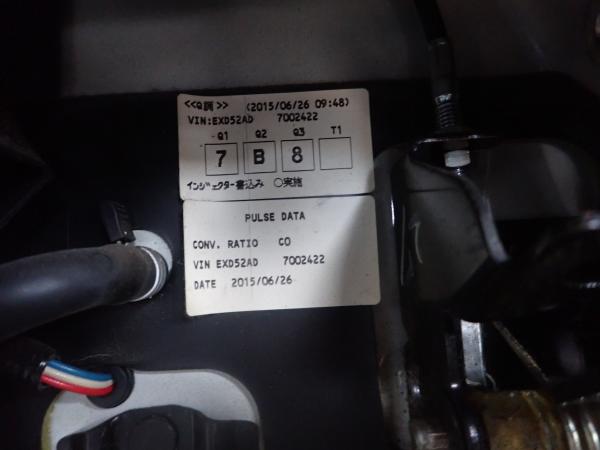 <<Q調>> (2015/06/26 09:48)
VIN:EXD52AD 7002422
Q1 Q2 Q3 T1
7 B 8
インジェクター書込み ○実施
PULSE DATA
CONV. RATIO CO
VIN EXD52AD 7002422
DATE 2015/06/26